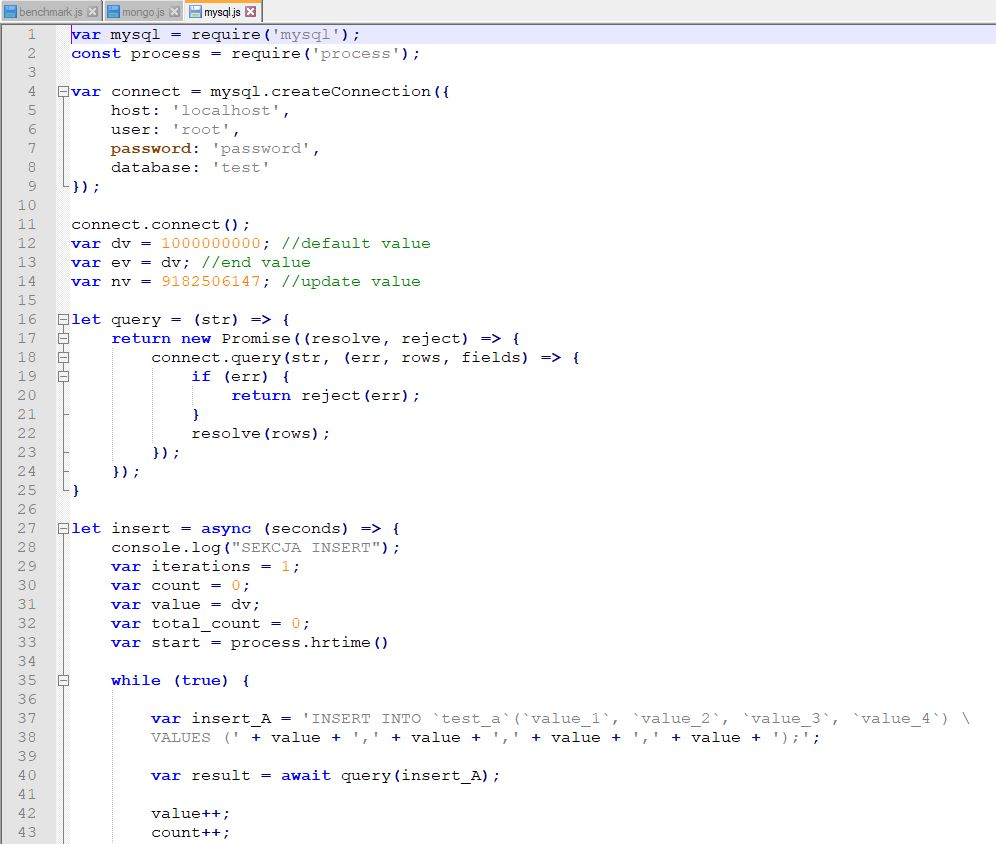 benchmark.js mongo.js mysql.js
1 var mysql = require('mysql');
2 const process = require('process');
3
4 var connect = mysql.createConnection({
5     host: 'localhost',
6     user: 'root',
7     password: 'password',
8     database: 'test'
9 });
10
11 connect.connect();
12 var dv = 1000000000; //default value
13 var ev = dv; //end value
14 var nv = 9182506147; //update value
15
16 let query = (str) => {
17     return new Promise((resolve, reject) => {
18         connect.query(str, (err, rows, fields) => {
19             if (err) {
20                 return reject(err);
21             }
22             resolve(rows);
23         });
24     });
25 }
26
27 let insert = async (seconds) => {
28     console.log("SEKCJA INSERT");
29     var iterations = 1;
30     var count = 0;
31     var value = dv;
32     var total_count = 0;
33     var start = process.hrtime()
34
35     while (true) {
36
37         var insert_A = 'INSERT INTO `test_a`(`value_1`, `value_2`, `value_3`, `value_4`) \
38         VALUES (' + value + ',' + value + ',' + value + ',' + value + ');';
39
40         var result = await query(insert_A);
41
42         value++;
43         count++;